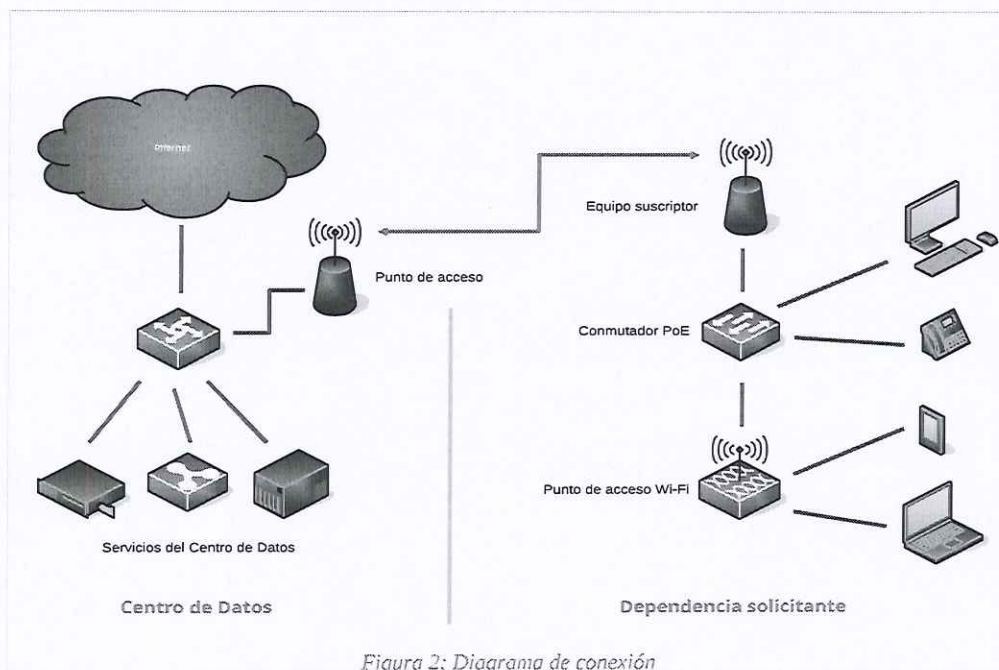 Internet
Equipo suscriptor
Punto de acceso
Conmutador PoE
Punto de acceso Wi-Fi
Servicios del Centro de Datos
Centro de Datos
Dependencia solicitante
Figura 2: Diagrama de conexión